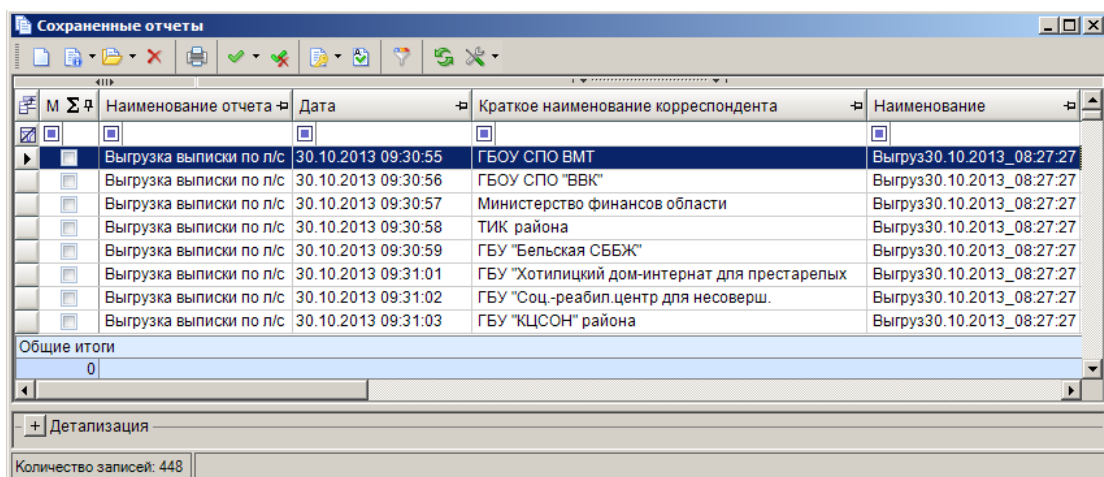 Сохраненные отчеты
М Σ Наименование отчета Дата Краткое наименование корреспондента Наименование
Выгрузка выписки по л/с 30.10.2013 09:30:55 ГБОУ СПО ВМТ Выгруз30.10.2013_08:27:27
Выгрузка выписки по л/с 30.10.2013 09:30:56 ГБОУ СПО "ВВК" Выгруз30.10.2013_08:27:27
Выгрузка выписки по л/с 30.10.2013 09:30:57 Министерство финансов области Выгруз30.10.2013_08:27:27
Выгрузка выписки по л/с 30.10.2013 09:30:58 ТИК района Выгруз30.10.2013_08:27:27
Выгрузка выписки по л/с 30.10.2013 09:30:59 ГБУ "Бельская СББЖ" Выгруз30.10.2013_08:27:27
Выгрузка выписки по л/с 30.10.2013 09:31:01 ГБУ "Хотилицкий дом-интернат для престарелых Выгруз30.10.2013_08:27:27
Выгрузка выписки по л/с 30.10.2013 09:31:02 ГБУ "Соц.-реабил.центр для несоверш. Выгруз30.10.2013_08:27:27
Выгрузка выписки по л/с 30.10.2013 09:31:03 ГБУ "КЦСОН" района Выгруз30.10.2013_08:27:27
Общие итоги
0
Детализация
Количество записей: 448